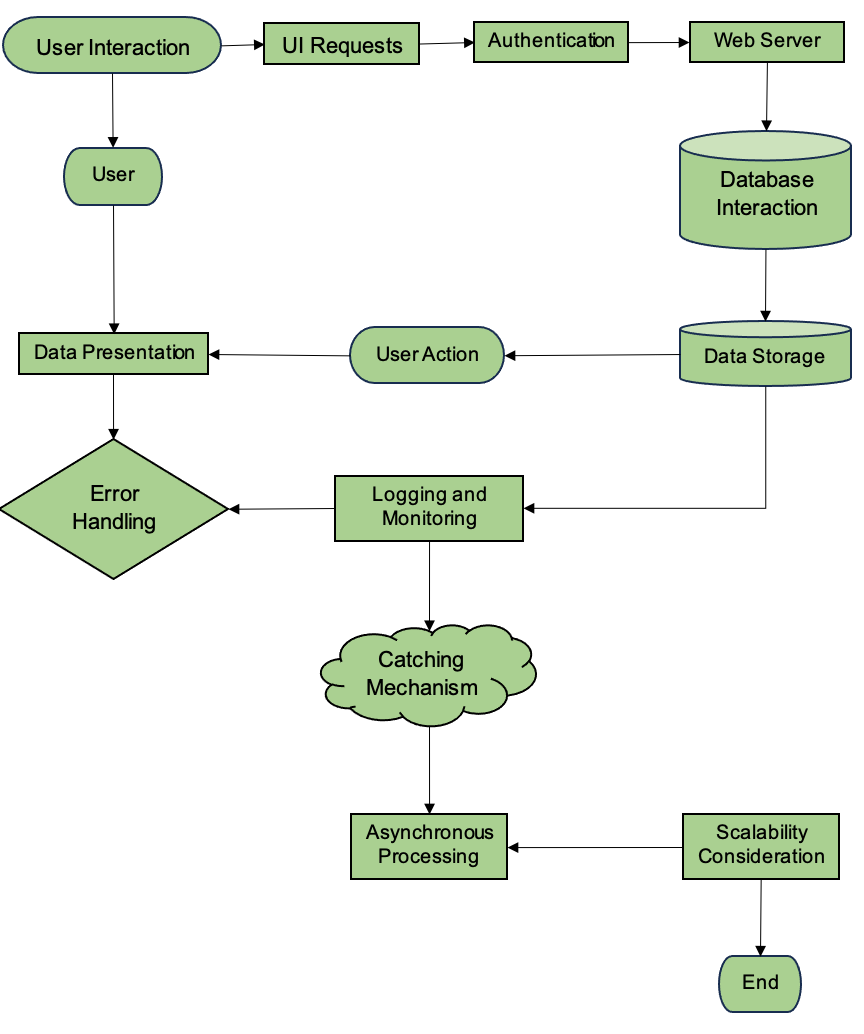 User Interaction
UI Requests
Authentication
Web Server
User
Database
Interaction
Data Presentation
User Action
Data Storage
Error
Handling
Logging and
Monitoring
Catching
Mechanism
Asynchronous
Processing
Scalability
Consideration
End